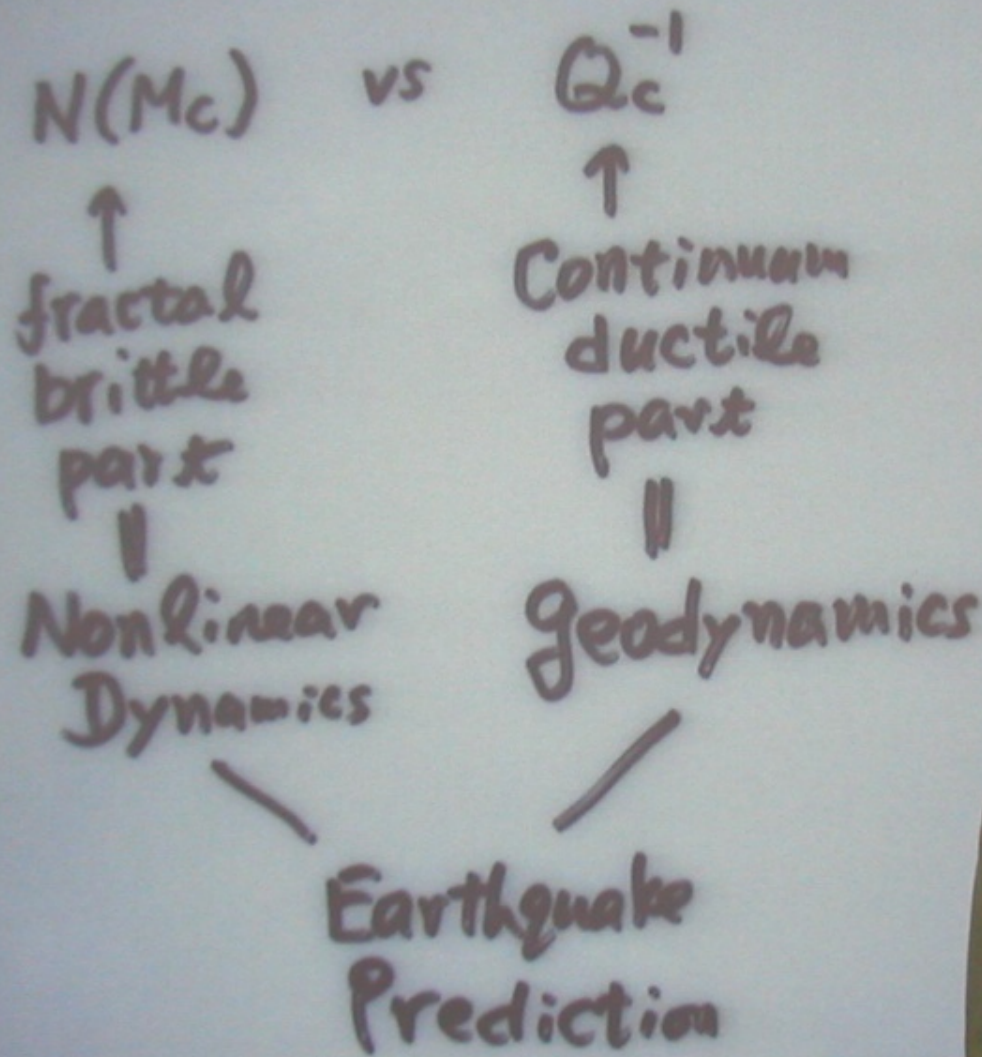 N(Mc) vs Qc⁻¹
↑ ↑
fractal
brittle
part
Continuum
ductile
part
||
||
Nonlinear
Dynamics
geodynamics
Earthquake
Prediction